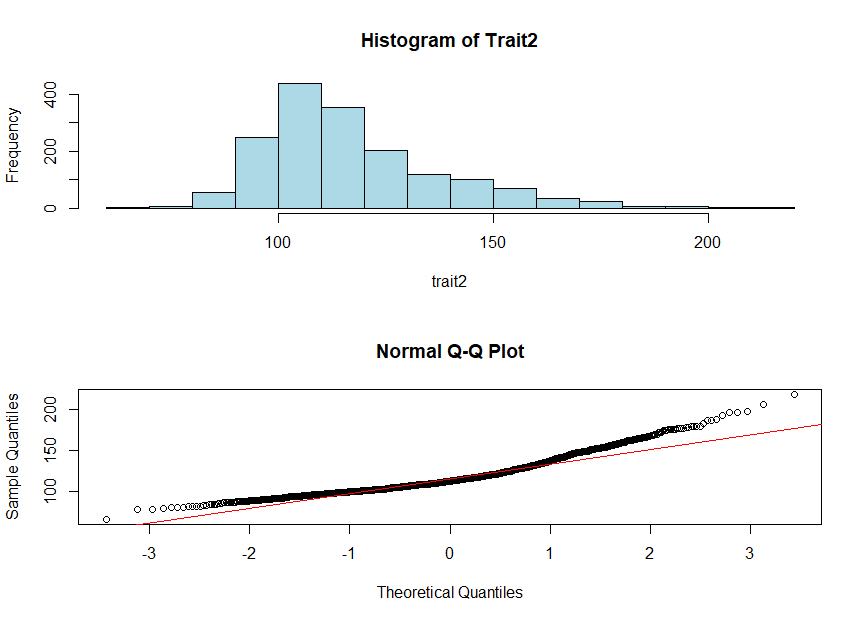 Histogram of Trait2
Frequency
0
200
400
100
150
200
trait2
Normal Q-Q Plot
Sample Quantiles
100
150
200
-3
-2
-1
0
1
2
3
Theoretical Quantiles